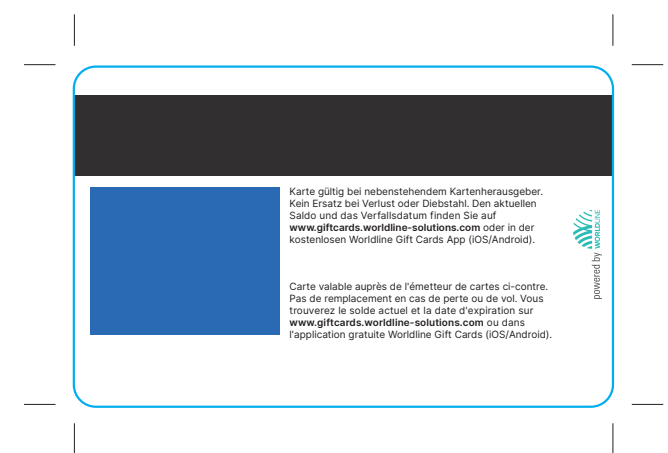 Karte gültig bei nebenstehendem Kartenherausgeber.
Kein Ersatz bei Verlust oder Diebstahl. Den aktuellen
Saldo und das Verfallsdatum finden Sie auf
www.giftcards.worldline-solutions.com oder in der
kostenlosen Worldline Gift Cards App (iOS/Android).
Carte valable auprès de l'émetteur de cartes ci-contre.
Pas de remplacement en cas de perte ou de vol. Vous
trouverez le solde actuel et la date d'expiration sur
www.giftcards.worldline-solutions.com ou dans
l'application gratuite Worldline Gift Cards (iOS/Android).
powered by WORLDLINE